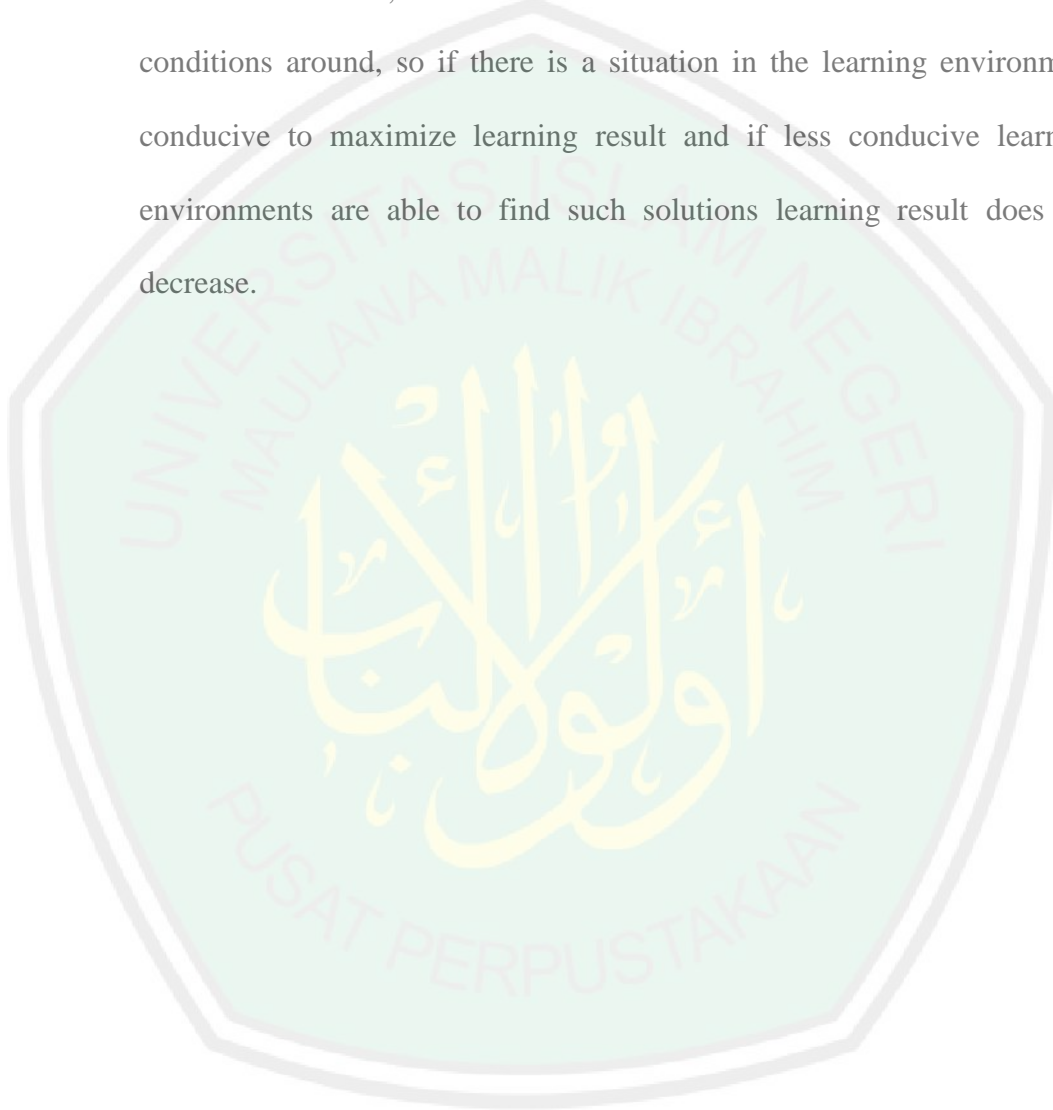 conditions around, so if there is a situation in the learning
conducive to maximize learning result and if less conducive
environments are able to find such solutions learning result does
decrease.
UNIVERSITAS ISLAM NEGERI
MAULANA MALIK IBRAHIM
PUSAT PERPUSTAKAAN